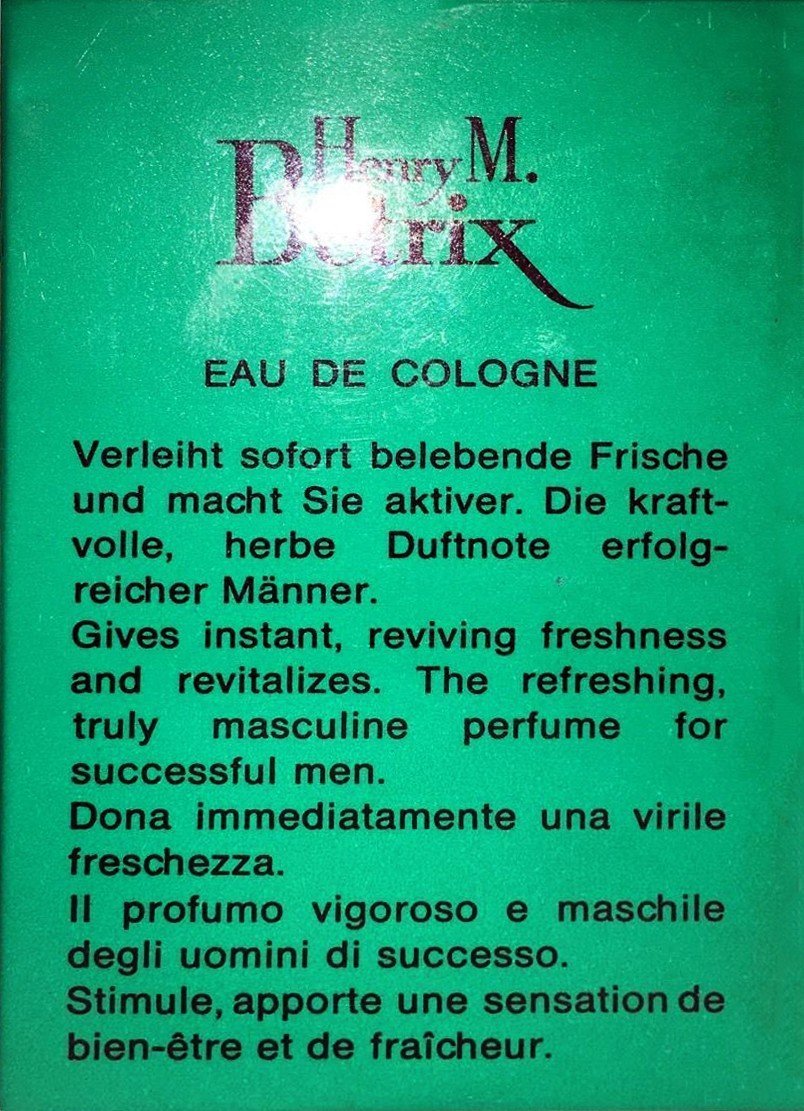 Henry M.
Betrix
EAU DE COLOGNE
Verleiht sofort belebende Frische
und macht Sie aktiver. Die kraft-
volle, herbe Duftnote erfolg-
reicher Männer.
Gives instant, reviving freshness
and revitalizes. The refreshing,
truly masculine perfume for
successful men.
Dona immediatamente una virile
freschezza.
Il profumo vigoroso e maschile
degli uomini di successo.
Stimule, apporte une sensation de
bien-être et de fraîcheur.